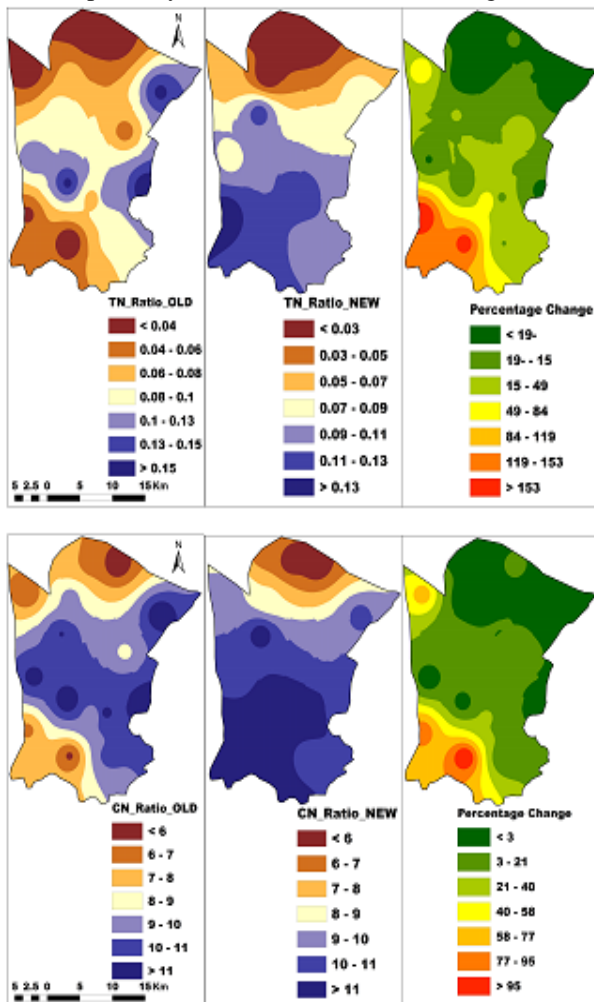 N
TN_Ratio_OLD
< 0.04
0.04 - 0.06
0.06 - 0.08
0.08 - 0.1
0.1 - 0.13
0.13 - 0.15
> 0.15
5 2.5 0 5 10 15 Km
TN_Ratio_NEW
< 0.03
0.03 - 0.05
0.05 - 0.07
0.07 - 0.09
0.09 - 0.11
0.11 - 0.13
> 0.13
Percentage Change
< 19-
19- - 15
15 - 49
49 - 84
84 - 119
119 - 153
> 153
N
CN_Ratio_OLD
< 6
6 - 7
7 - 8
8 - 9
9 - 10
10 - 11
> 11
5 2.5 0 5 10 15 Km
CN_Ratio_NEW
< 6
6 - 7
7 - 8
8 - 9
9 - 10
10 - 11
> 11
Percentage Change
< 3
3 - 21
21 - 40
40 - 58
58 - 77
77 - 95
> 95